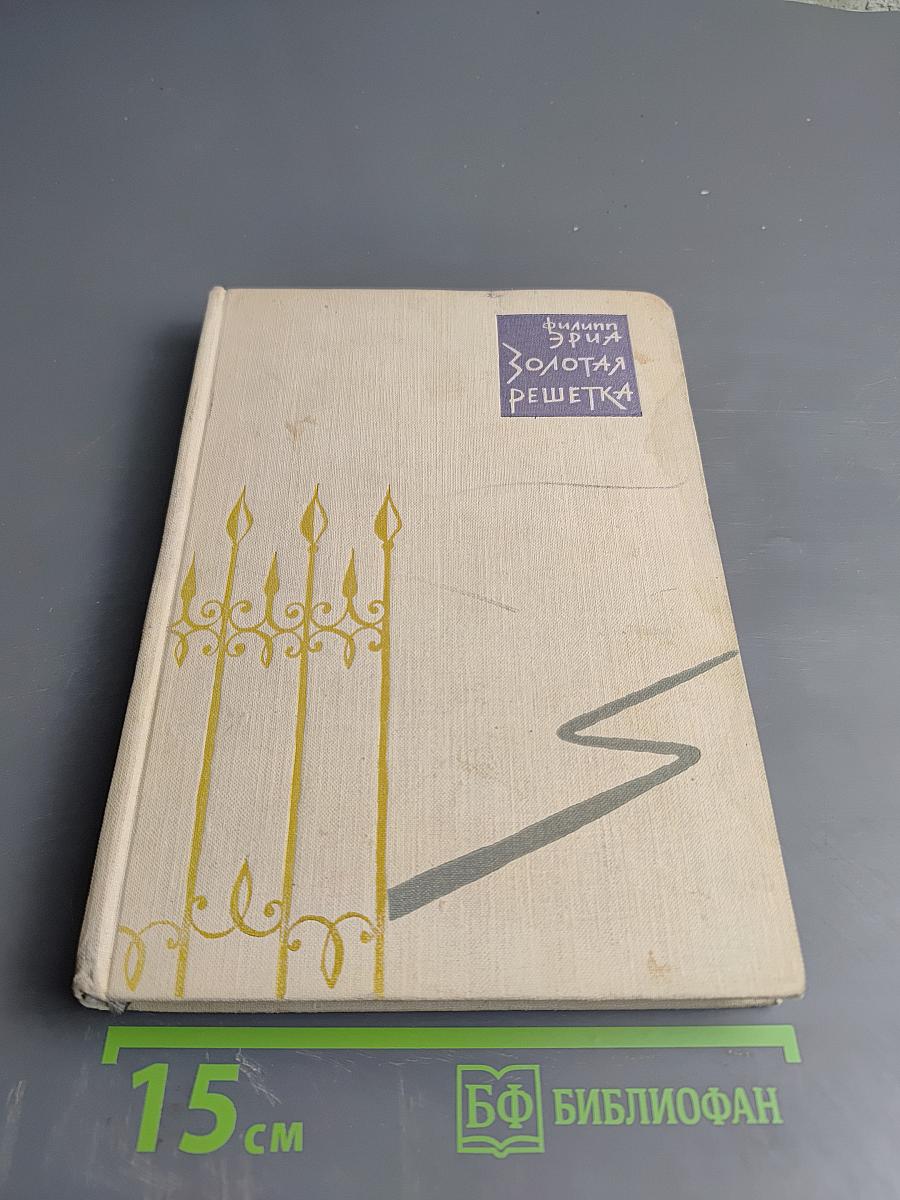 Филипп
ЭРИА
ЗОЛОТАЯ
РЕШЕТКА
15 СМ
БФ БИБЛИОФАН